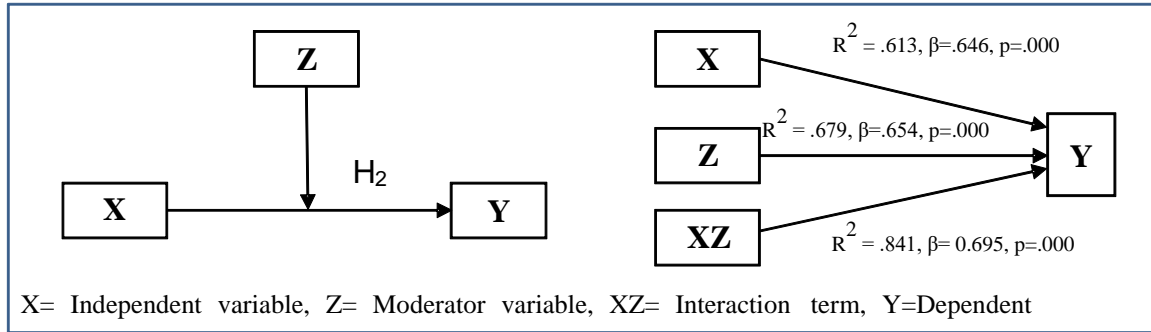 Z
H₂
X
Y
R² = .613, β=.646, p=.000
X
R² = .679, β=.654, p=.000
Z
Y
XZ
R² = .841, β= 0.695, p=.000
X= Independent variable, Z= Moderator variable, XZ= Interaction term, Y=Dependent